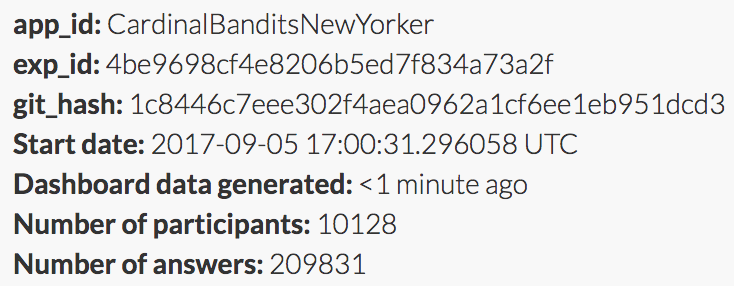 app_id: CardinalBanditsNewYorker
exp_id: 4be9698cf4e8206b5ed7f834a73a2f
git_hash: 1c8446c7eee302f4aea0962a1cf6ee1eb951dcd3
Start date: 2017-09-05 17:00:31.296058 UTC
Dashboard data generated: <1 minute ago
Number of participants: 10128
Number of answers: 209831